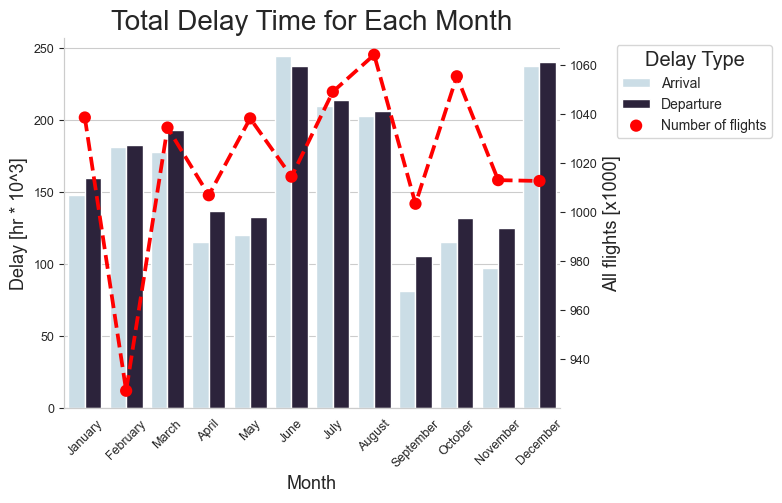 Total Delay Time for Each Month
Delay [hr * 10^3]
250
200
150
100
50
0
1060
1040
1020
1000
980
960
940
All flights [x1000]
Delay Type
Arrival
Departure
Number of flights
January
February
March
April
May
June
July
August
September
October
November
December
Month